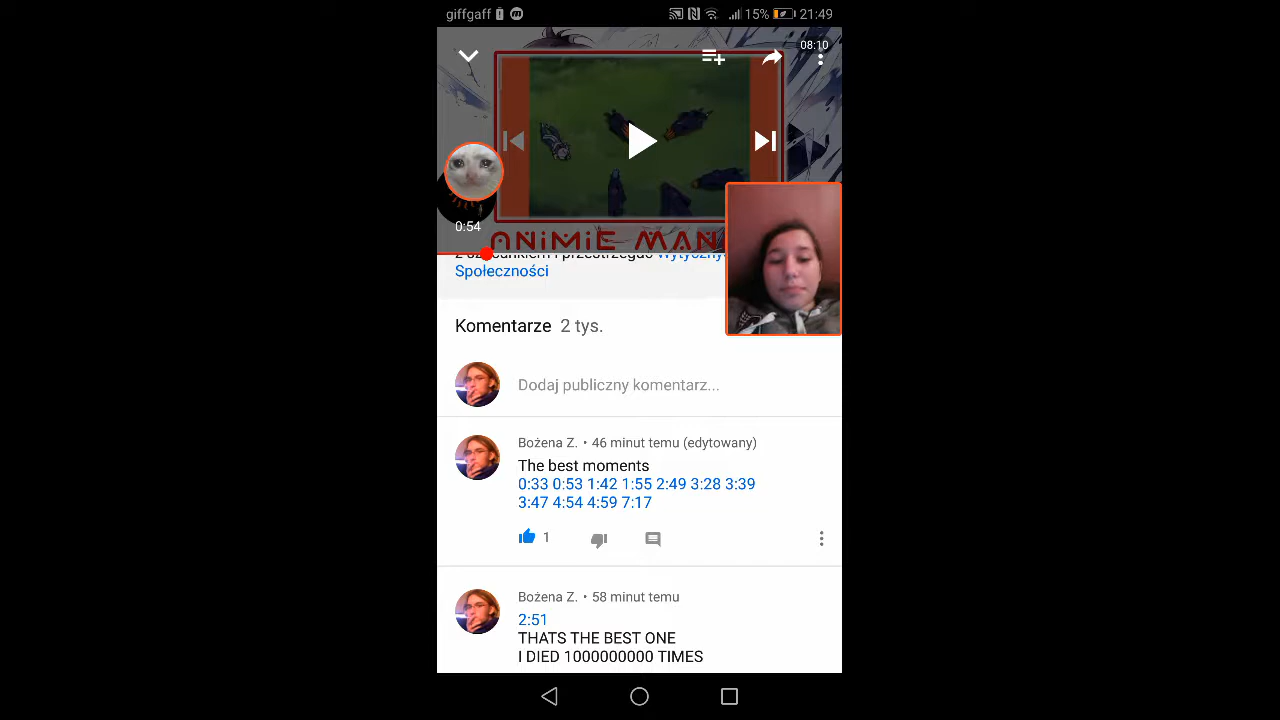 giffgaff 15% 21:49
08:10
0:54
ANiMiE MAN
Społeczności
Komentarze 2 tys.
Dodaj publiczny komentarz...
Bożena Z. • 46 minut temu (edytowany)
The best moments
0:33 0:53 1:42 1:55 2:49 3:28 3:39
3:47 4:54 4:59 7:17
1
Bożena Z. • 58 minut temu
2:51
THATS THE BEST ONE
I DIED 1000000000 TIMES